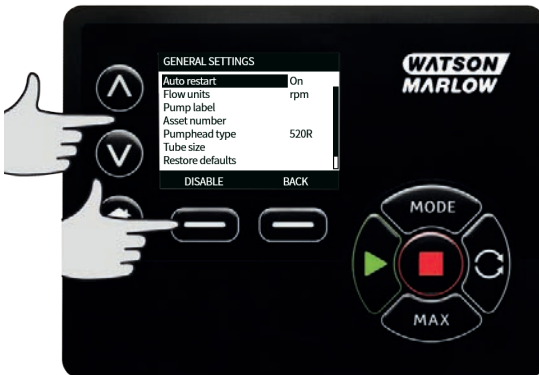 GENERAL SETTINGS
Auto restart On
Flow units rpm
Pump label
Asset number
Pumphead type 520R
Tube size
Restore defaults
DISABLE BACK
WATSON
MARLOW
MODE
MAX